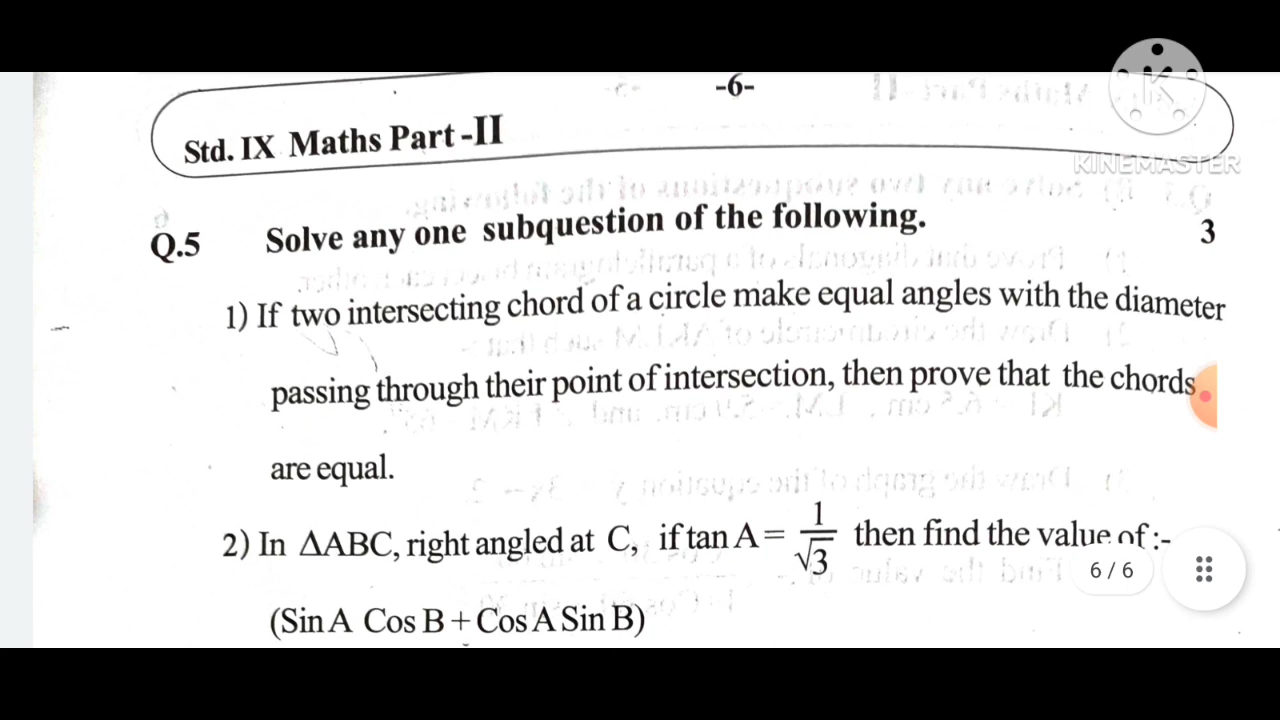 -6-
Std. IX Maths Part -II
KINEMASTER
Q.5 Solve any one subquestion of the following. 3
1) If two intersecting chord of a circle make equal angles with the diameter
passing through their point of intersection, then prove that the chords
are equal.
2) In ΔABC, right angled at C, if tan A = 1/√3 then find the value of :-
6 / 6
(Sin A Cos B + Cos A Sin B)